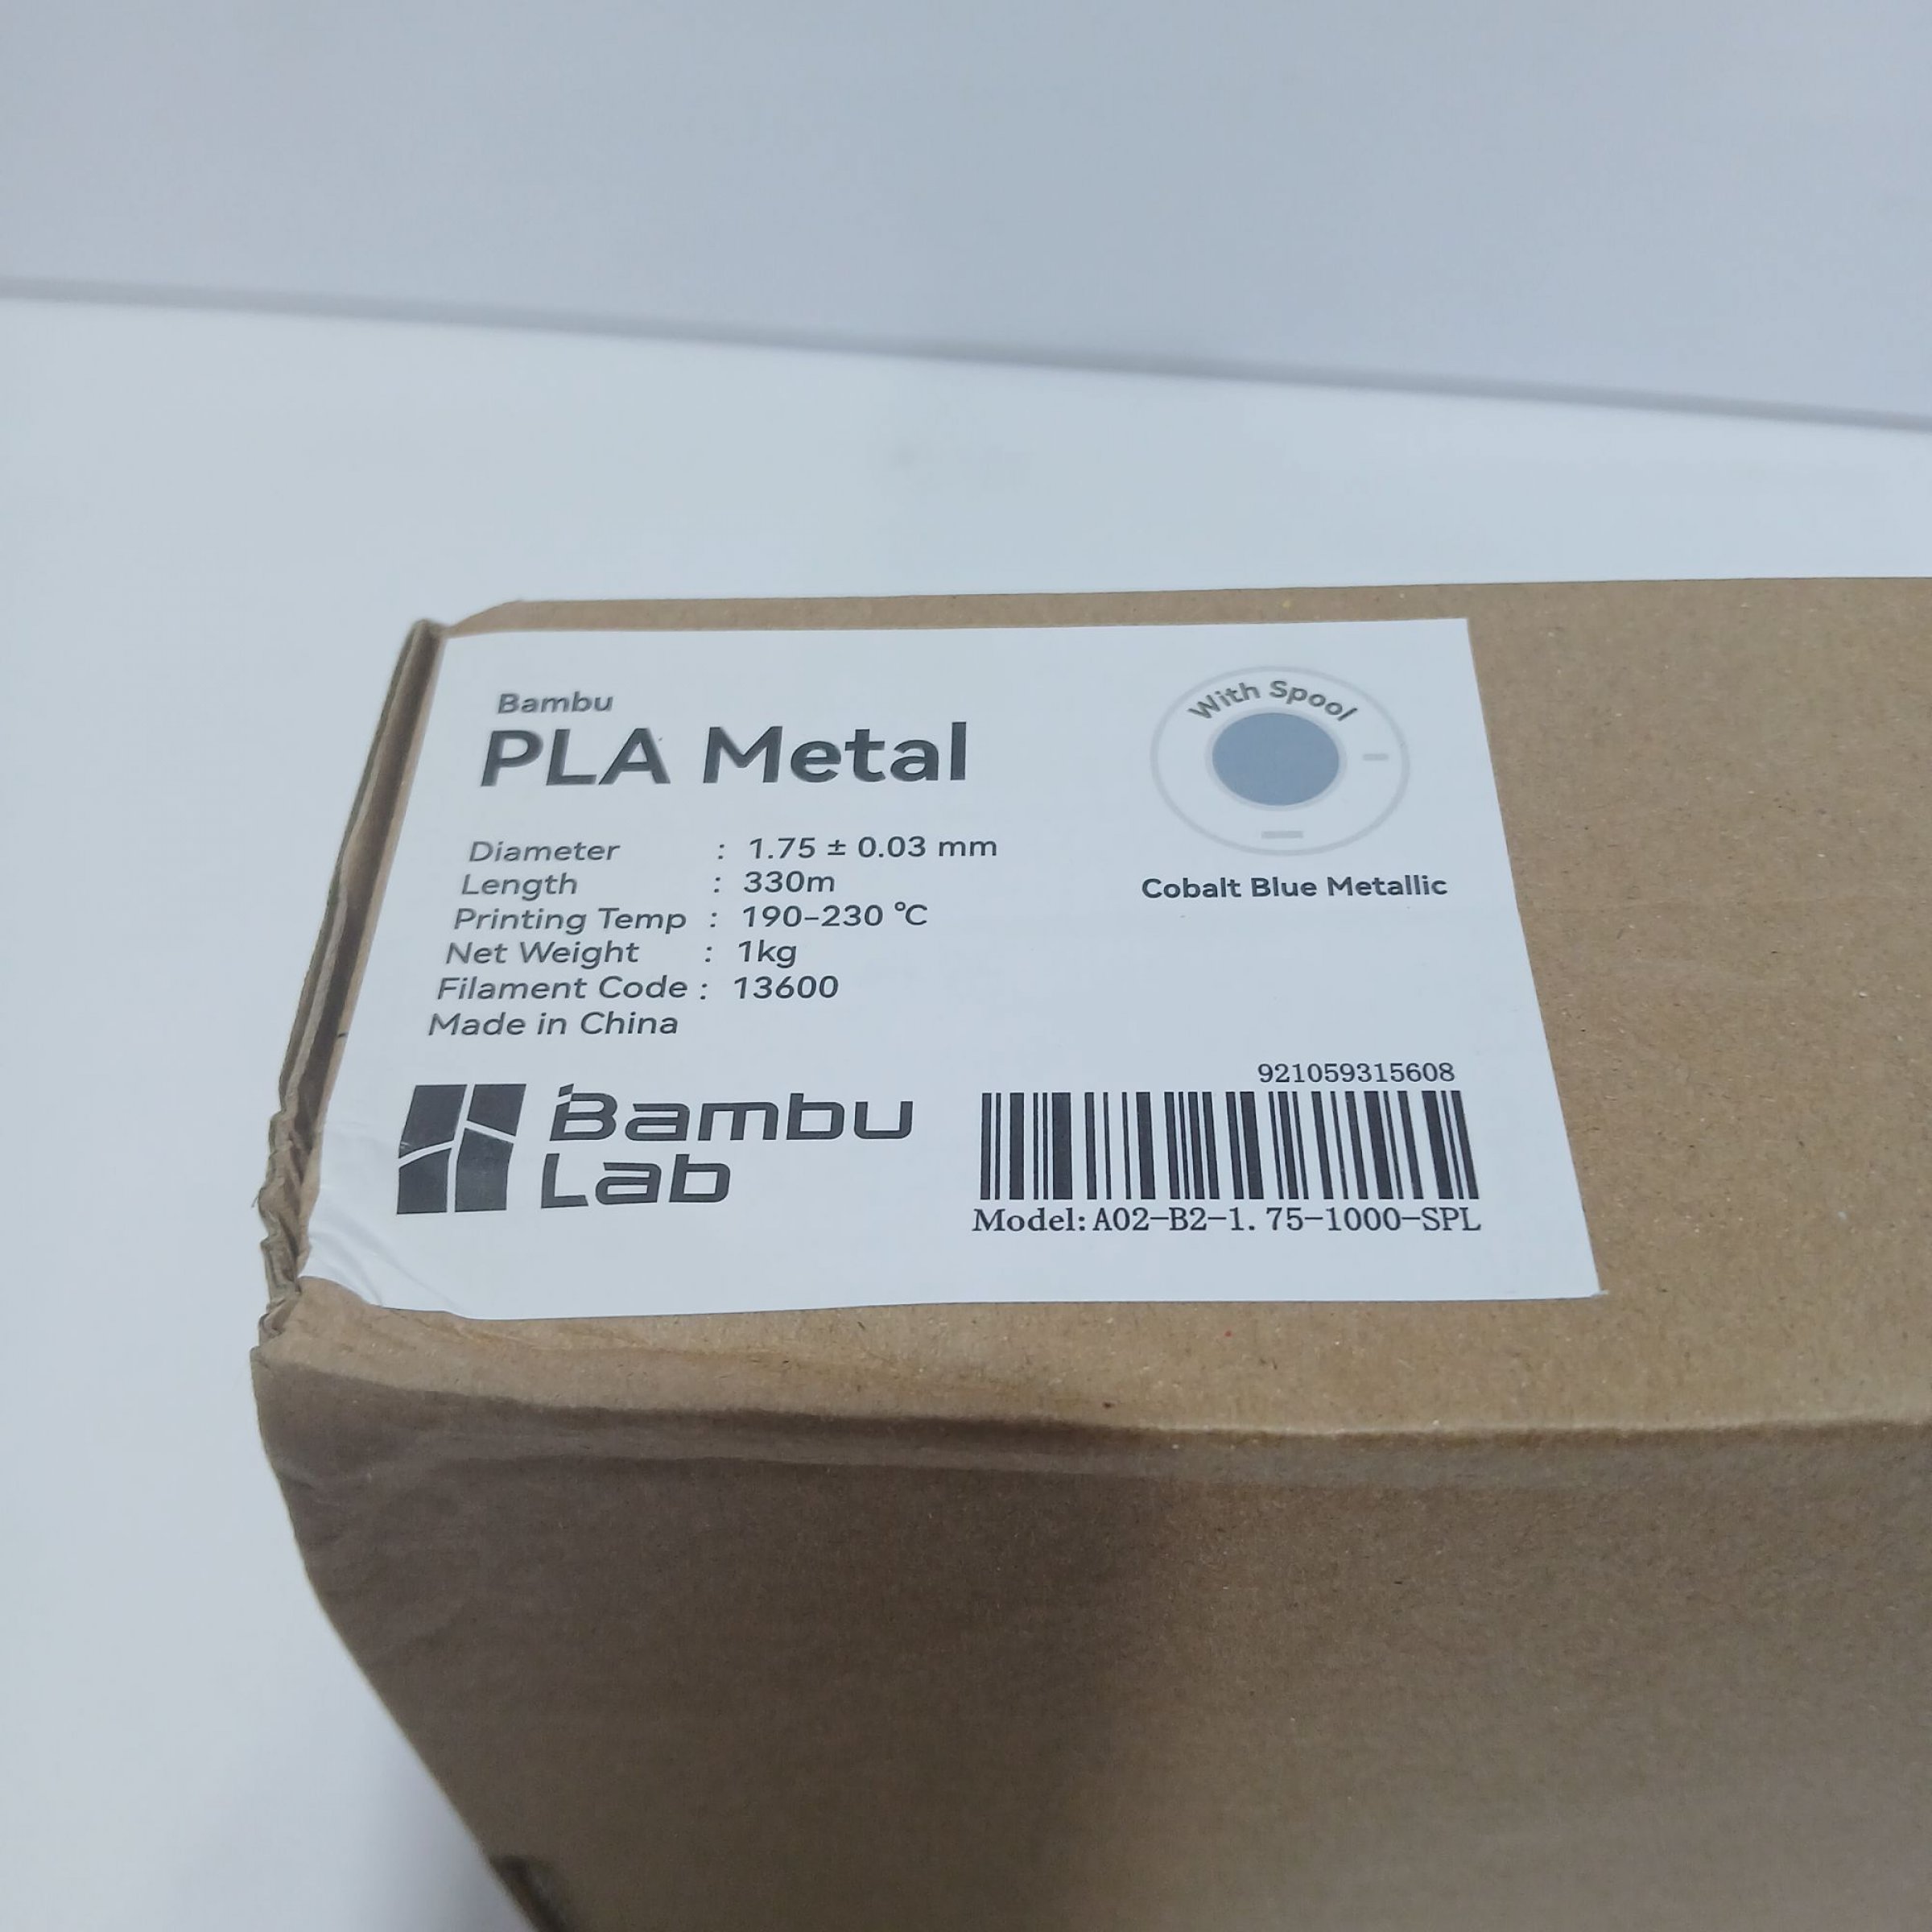 Bambu
PLA Metal
With Spool
Diameter : 1.75 ± 0.03 mm
Length : 330m
Printing Temp : 190-230 °C
Net Weight : 1kg
Filament Code : 13600
Made in China
Cobalt Blue Metallic
Bambu
Lab
921059315608
Model:A02-B2-1.75-1000-SPL